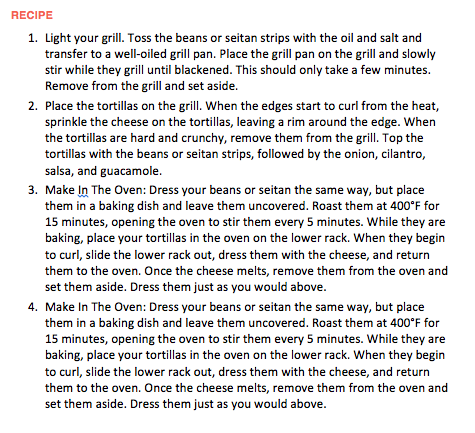 RECIPE
1. Light your grill. Toss the beans or seitan strips with the oil and salt and
transfer to a well-oiled grill pan. Place the grill pan on the grill and slowly
stir while they grill until blackened. This should only take a few minutes.
Remove from the grill and set aside.
2. Place the tortillas on the grill. When the edges start to curl from the heat,
sprinkle the cheese on the tortillas, leaving a rim around the edge. When
the tortillas are hard and crunchy, remove them from the grill. Top the
tortillas with the beans or seitan strips, followed by the onion, cilantro,
salsa, and guacamole.
3. Make In The Oven: Dress your beans or seitan the same way, but place
them in a baking dish and leave them uncovered. Roast them at 400°F for
15 minutes, opening the oven to stir them every 5 minutes. While they are
baking, place your tortillas in the oven on the lower rack. When they begin
to curl, slide the lower rack out, dress them with the cheese, and return
them to the oven. Once the cheese melts, remove them from the oven and
set them aside. Dress them just as you would above.
4. Make In The Oven: Dress your beans or seitan the same way, but place
them in a baking dish and leave them uncovered. Roast them at 400°F for
15 minutes, opening the oven to stir them every 5 minutes. While they are
baking, place your tortillas in the oven on the lower rack. When they begin
to curl, slide the lower rack out, dress them with the cheese, and return
them to the oven. Once the cheese melts, remove them from the oven and
set them aside. Dress them just as you would above.